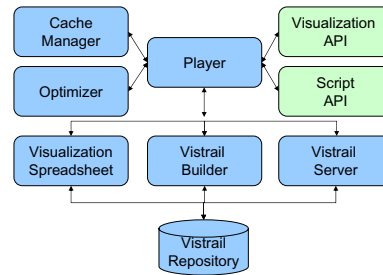 Cache
Manager
Visualization
API
Player
Optimizer
Script
API
Visualization
Spreadsheet
Vistrail
Builder
Vistrail
Server
Vistrail
Repository